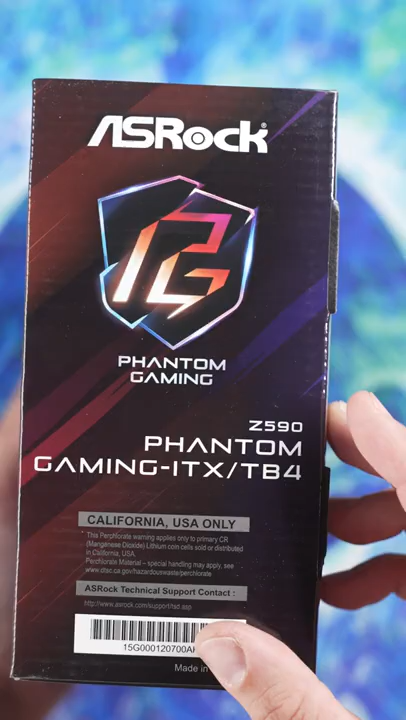 ASRock®
PHANTOM
GAMING
Z590
PHANTOM
GAMING-ITX/TB4
CALIFORNIA, USA ONLY
This Perchlorate warning applies only to primary CR
(Manganese Dioxide) Lithium coin cells sold or distributed
in California, USA.
Perchlorate Material – special handling may apply, see
www.dtsc.ca.gov/hazardouswaste/perchlorate
ASRock Technical Support Contact :
http://www.asrock.com/support/tsd.asp
15G000120700A
Made in